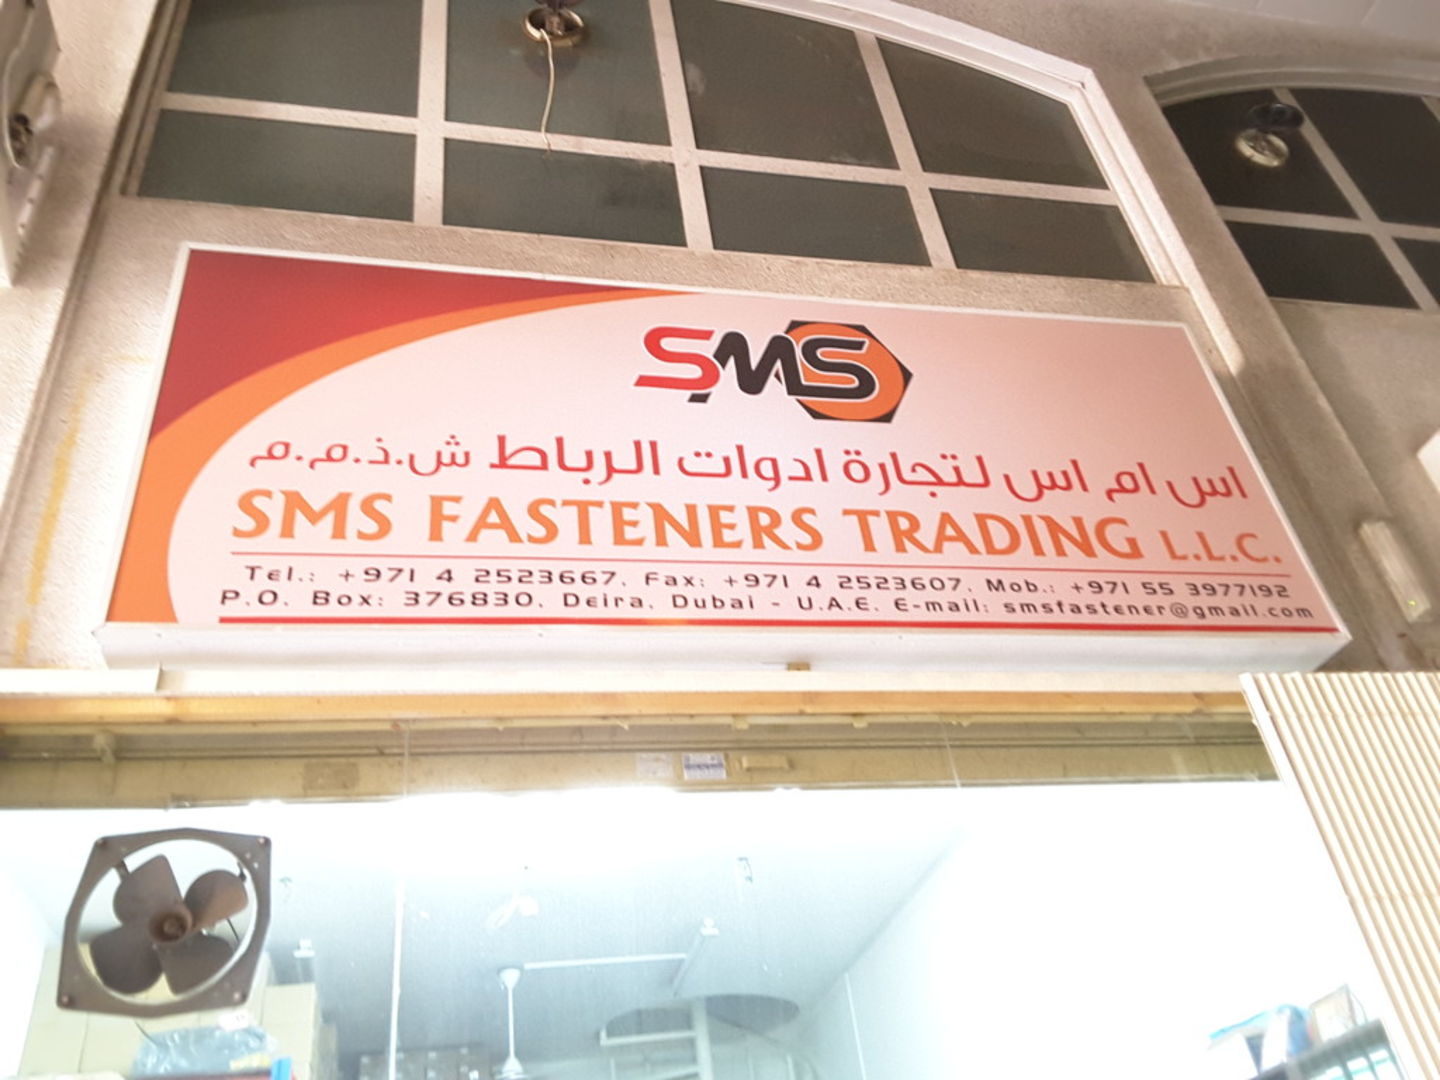 SMS
اس ام اس لتجارة ادوات الرباط ش.ذ.م.م
SMS FASTENERS TRADING L.L.C.
Tel.: +971 4 2523667, Fax: +971 4 2523607, Mob.: +971 55 3977192
P.O. Box: 376830, Deira, Dubai - U.A.E. E-mail: smsfastener@gmail.com